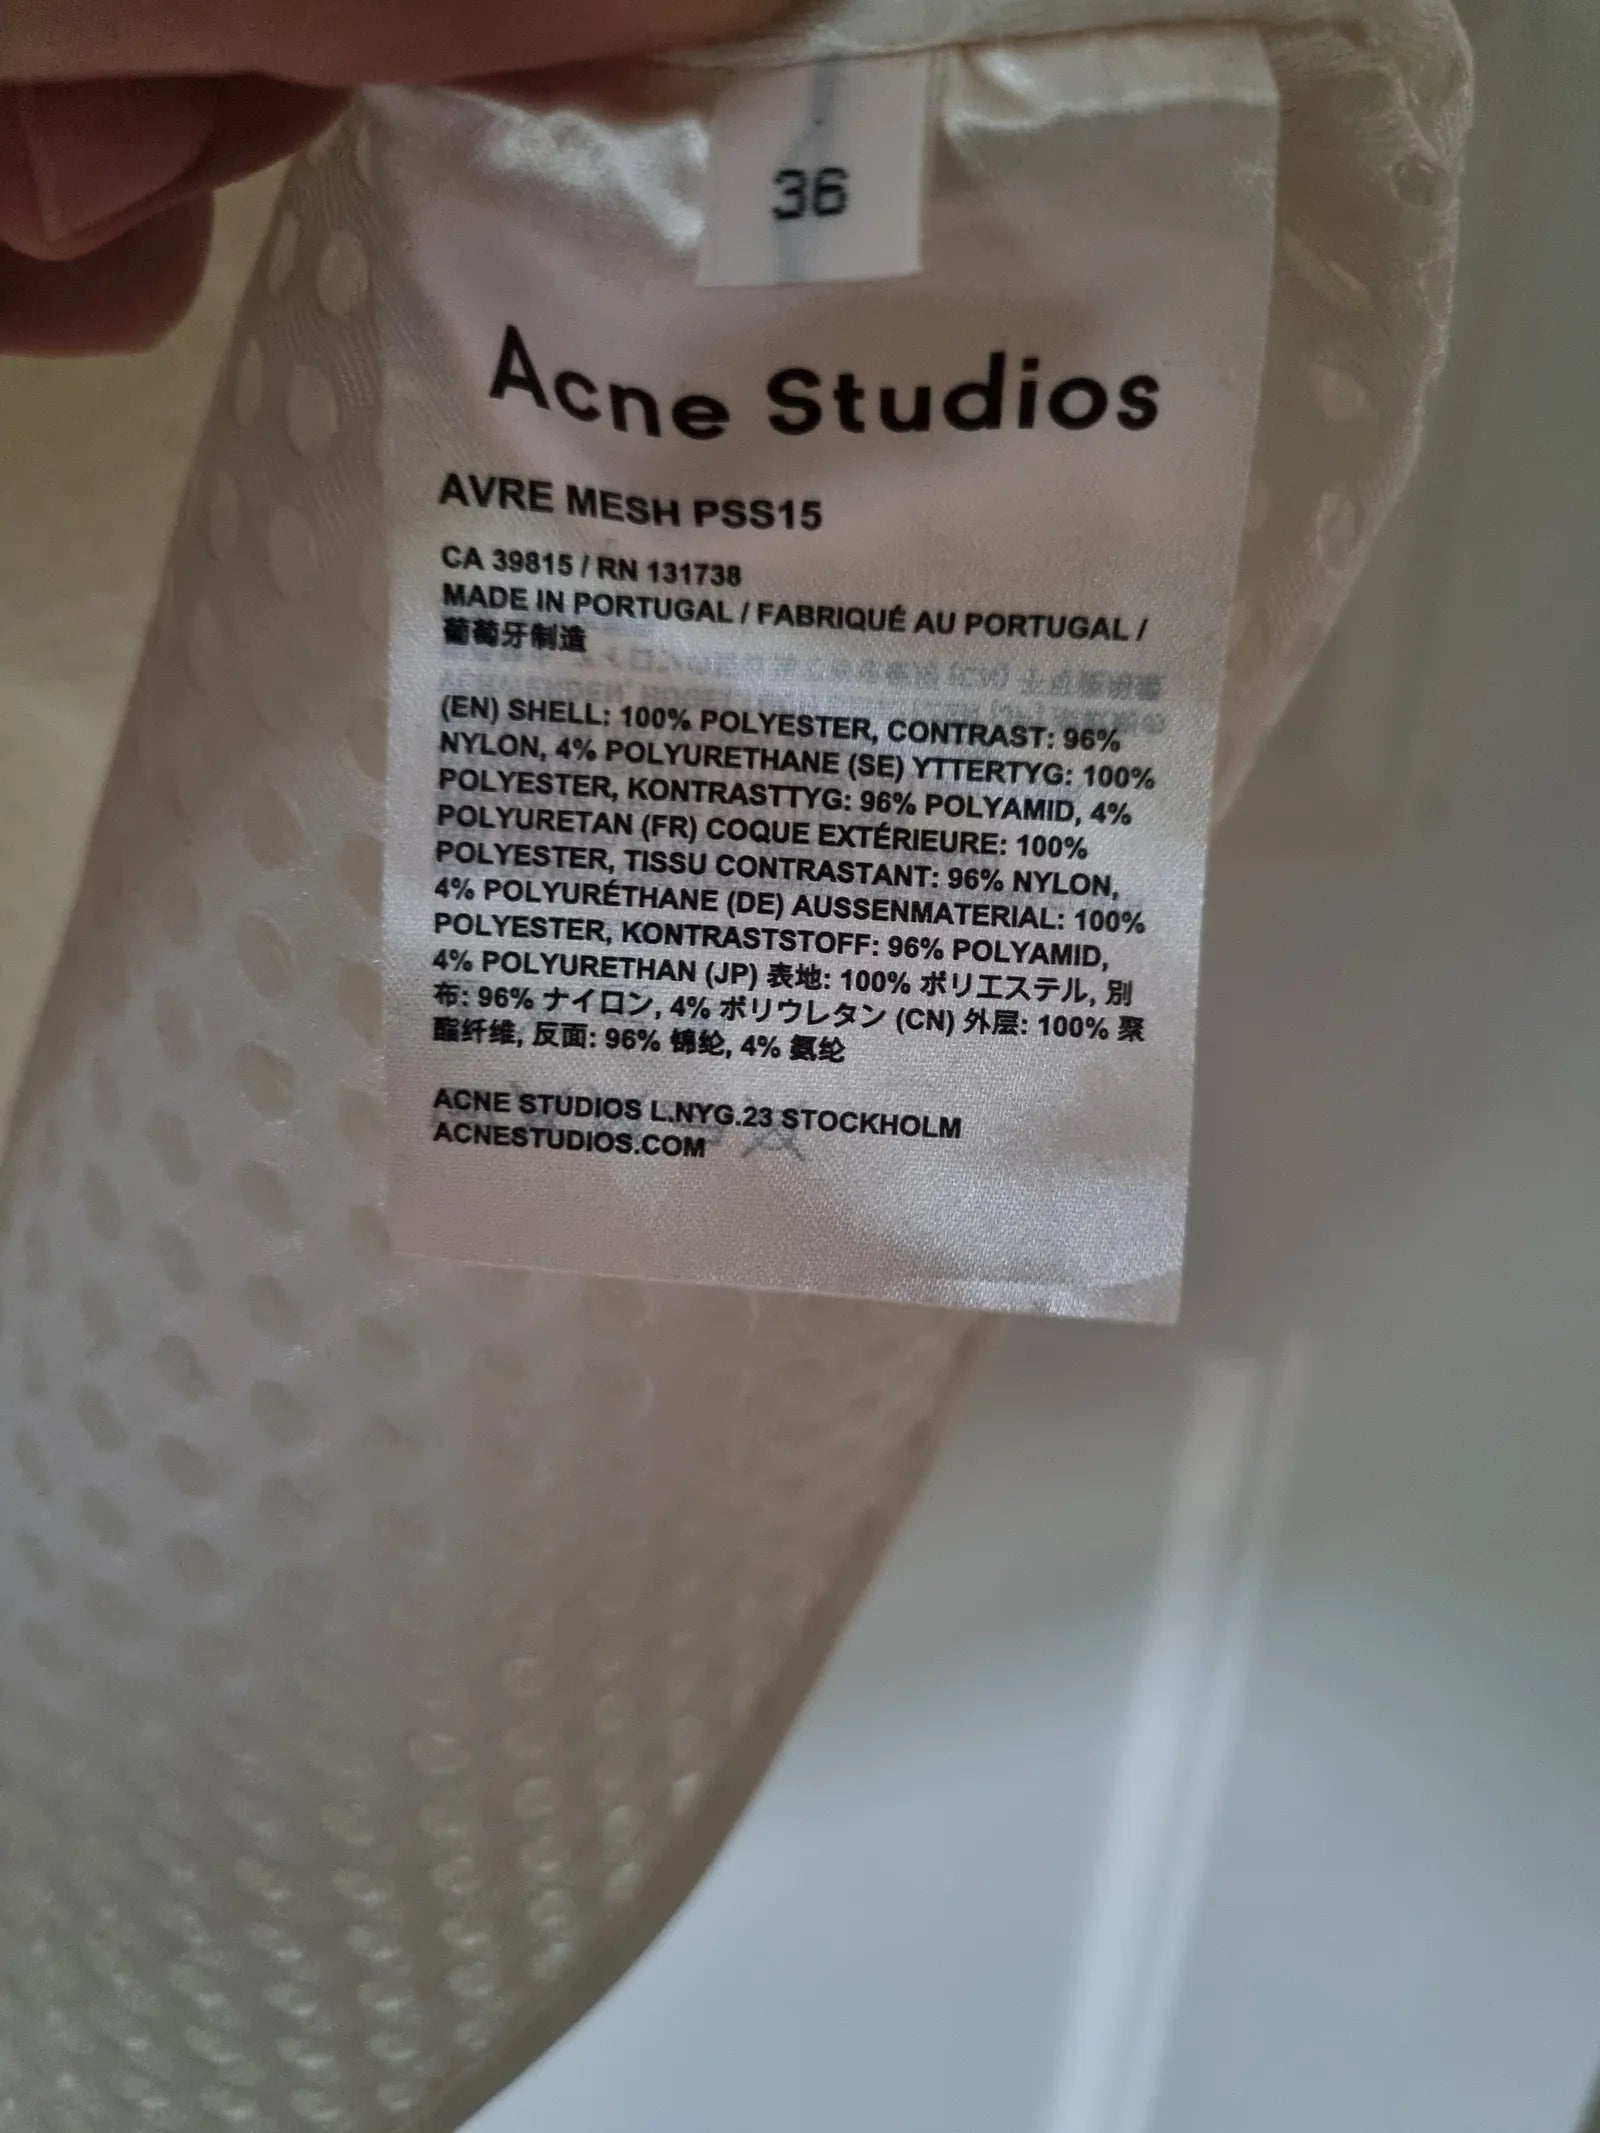 36
Acne Studios
AVRE MESH PSS15
CA 39815 / RN 131738
MADE IN PORTUGAL / FABRIQUÉ AU PORTUGAL /
葡萄牙制造
(EN) SHELL: 100% POLYESTER, CONTRAST: 96%
NYLON, 4% POLYURETHANE (SE) YTTERTYG: 100%
POLYESTER, KONTRASTTYG: 96% POLYAMID, 4%
POLYURETAN (FR) COQUE EXTÉRIEURE: 100%
POLYESTER, TISSU CONTRASTANT: 96% NYLON,
4% POLYURÉTHANE (DE) AUSSENMATERIAL: 100%
POLYESTER, KONTRASTSTOFF: 96% POLYAMID,
4% POLYURETHAN (JP) 表地: 100% ポリエステル, 別
布: 96% ナイロン, 4% ポリウレタン (CN) 外层: 100% 聚
酯纤维, 反面: 96% 锦纶, 4% 氨纶
ACNE STUDIOS L.NYG.23 STOCKHOLM
ACNESTUDIOS.COM